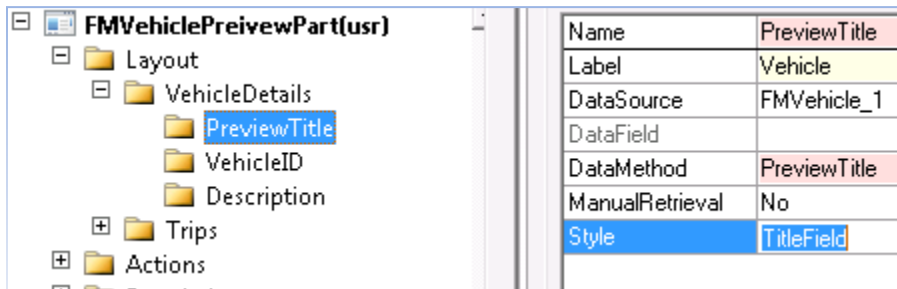 FMVehiclePreivewPart(usr)
Layout
VehicleDetails
PreviewTitle
VehicleID
Description
Trips
Actions
Name PreviewTitle
Label Vehicle
DataSource FMVehicle_1
DataField
DataMethod PreviewTitle
ManualRetrieval No
Style TitleField